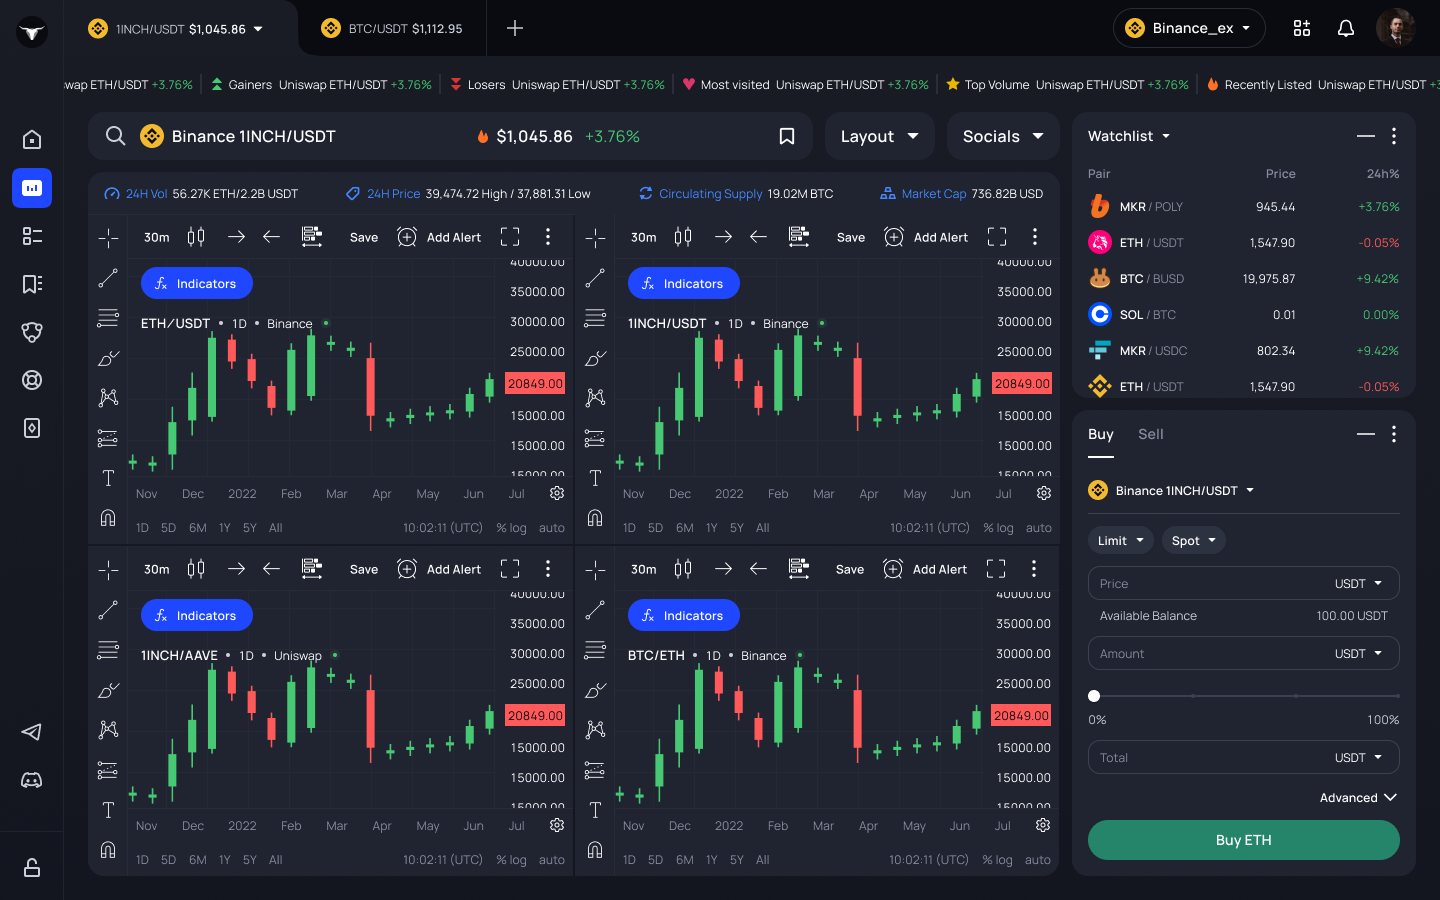 1INCH/USDT $1,045.86
BTC/USDT $1,112.95
Binance_ex
swap ETH/USDT +3.76%
Gainers Uniswap ETH/USDT +3.76%
Losers Uniswap ETH/USDT +3.76%
Most visited Uniswap ETH/USDT +3.76%
Top Volume Uniswap ETH/USDT +3.76%
Recently Listed Uniswap ETH/USDT
Binance 1INCH/USDT
$1,045.86 +3.76%
Layout
Socials
24H Vol 56.27K ETH/2.2B USDT
24H Price 39,474.72 High / 37,881.31 Low
Circulating Supply 19.02M BTC
Market Cap 736.82B USD
30m
Save
Add Alert
Indicators
ETH/USDT • 1D • Binance
40000.00
35000.00
30000.00
25000.00
20849.00
15000.00
15000.00
15000.00
T
Nov Dec 2022 Feb Mar Apr May Jun Jul
1D 5D 6M 1Y 5Y All
10:02:11 (UTC) % log auto
30m
Save
Add Alert
Indicators
1INCH/USDT • 1D • Binance
40000.00
35000.00
30000.00
25000.00
20849.00
15000.00
15000.00
15000.00
T
Nov Dec 2022 Feb Mar Apr May Jun Jul
1D 5D 6M 1Y 5Y All
10:02:11 (UTC) % log auto
30m
Save
Add Alert
Indicators
1INCH/AAVE • 1D • Uniswap
40000.00
35000.00
30000.00
25000.00
20849.00
15000.00
15000.00
15000.00
T
Nov Dec 2022 Feb Mar Apr May Jun Jul
1D 5D 6M 1Y 5Y All
10:02:11 (UTC) % log auto
30m
Save
Add Alert
Indicators
BTC/ETH • 1D • Binance
40000.00
35000.00
30000.00
25000.00
20849.00
15000.00
15000.00
15000.00
T
Nov Dec 2022 Feb Mar Apr May Jun Jul
1D 5D 6M 1Y 5Y All
10:02:11 (UTC) % log auto
Watchlist
Pair Price 24h%
MKR / POLY 945.44 +3.76%
ETH / USDT 1,547.90 -0.05%
BTC / BUSD 19,975.87 +9.42%
SOL / BTC 0.01 0.00%
MKR / USDC 802.34 +9.42%
ETH / USDT 1,547.90 -0.05%
Buy Sell
Binance 1INCH/USDT
Limit
Spot
Price USDT
Available Balance 100.00 USDT
Amount USDT
0% 100%
Total USDT
Advanced
Buy ETH